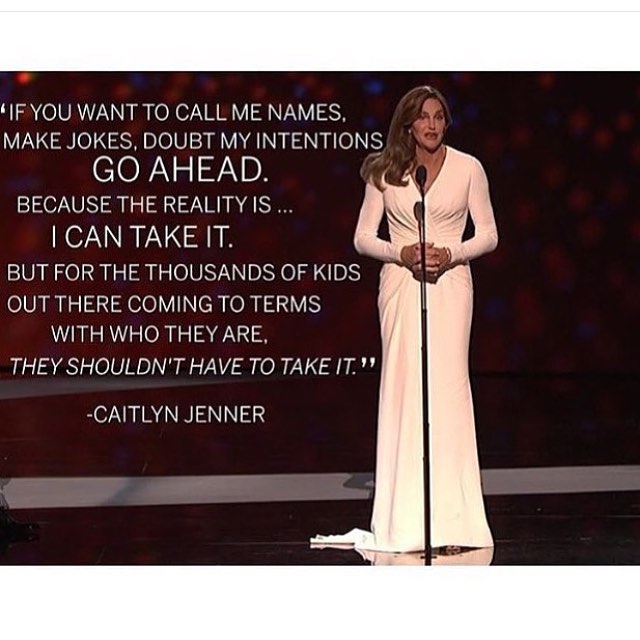 ‘IF YOU WANT TO CALL ME NAMES,
MAKE JOKES, DOUBT MY INTENTIONS
GO AHEAD.
BECAUSE THE REALITY IS ...
I CAN TAKE IT.
BUT FOR THE THOUSANDS OF KIDS
OUT THERE COMING TO TERMS
WITH WHO THEY ARE,
THEY SHOULDN'T HAVE TO TAKE IT.”
-CAITLYN JENNER